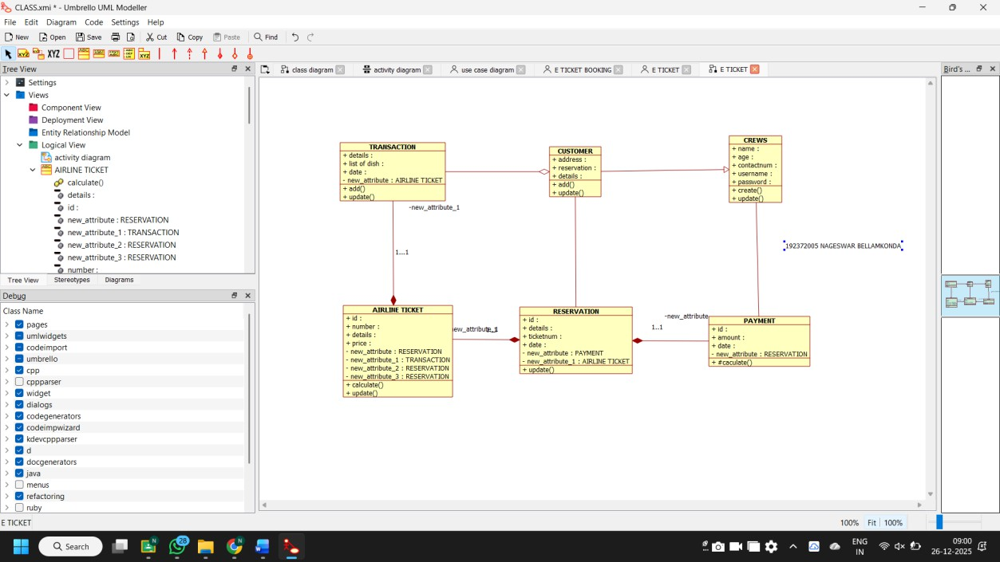 CLASS.xmi * - Umbrello UML Modeller
File Edit Diagram Code Settings Help
New Open Save Cut Copy Paste Find
XYZ
Tree View
Settings
Views
Component View
Deployment View
Entity Relationship Model
Logical View
activity diagram
AIRLINE TICKET
calculate()
details :
id :
new_attribute : RESERVATION
new_attribute_1 : TRANSACTION
new_attribute_2 : RESERVATION
new_attribute_3 : RESERVATION
number :
Tree View Stereotypes Diagrams
Debug
Class Name
pages
umlwidgets
codeimport
umbrello
cpp
cppparser
widget
dialogs
codegenerators
codeimpwizard
kdevcppparser
d
docgenerators
java
menus
refactoring
ruby
class diagram activity diagram use case diagram E TICKET BOOKING E TICKET E TICKET
Bird's ...
TRANSACTION
+ details :
+ list of dish :
+ date :
- new_attribute : AIRLINE TICKET
+ add()
+ update()
CUSTOMER
+ address :
+ reservation :
+ details :
+ add()
+ update()
CREWS
+ name :
+ age :
+ contactnum :
+ username :
+ password :
+ create()
+ update()
-new_attribute_1
1...1
192372005 NAGESWAR BELLAMKONDA
AIRLINE TICKET
+ id :
+ number :
+ details :
+ price :
- new_attribute : RESERVATION
- new_attribute_1 : TRANSACTION
- new_attribute_2 : RESERVATION
- new_attribute_3 : RESERVATION
+ calculate()
+ update()
RESERVATION
+ id :
+ details :
+ ticketnum :
+ date :
- new_attribute : PAYMENT
- new_attribute_1 : AIRLINE TICKET
+ update()
-new_attribute
1..1
PAYMENT
+ id :
+ amount :
+ date :
- new_attribute : RESERVATION
+ #caculate()
E TICKET
100% Fit 100%
Search
28
ENG
IN
09:00
26-12-2025